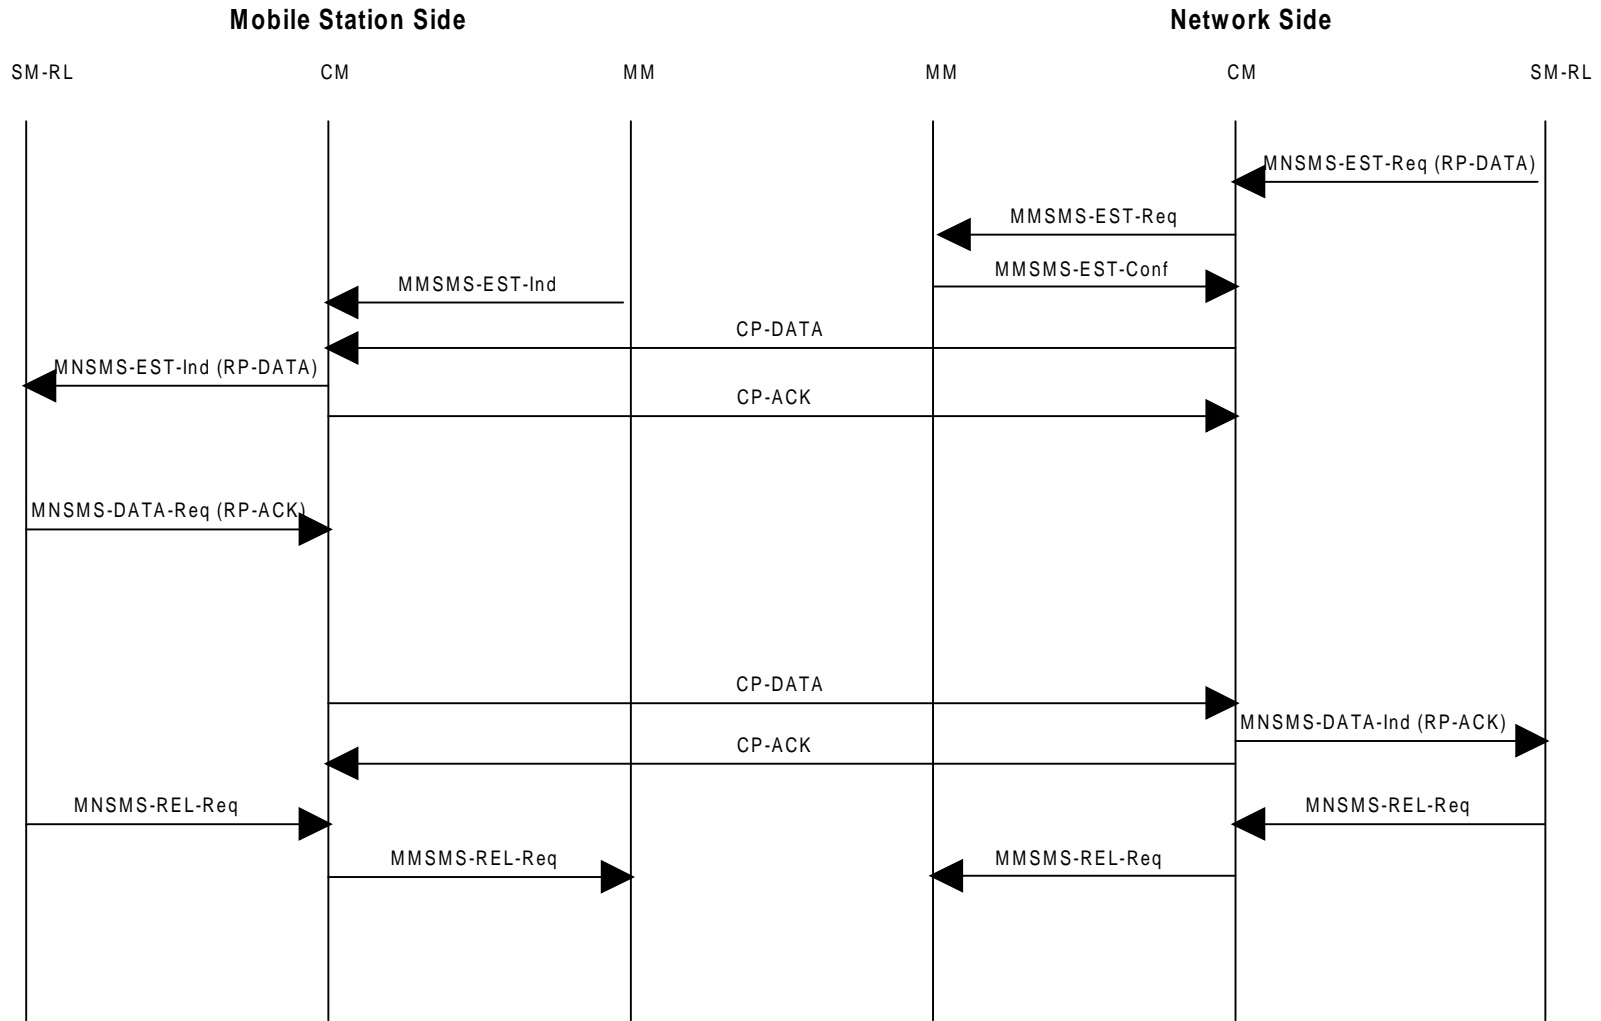 Mobile Station Side
Network Side
SM-RL
CM
MM
MM
CM
SM-RL
MNSMS-EST-Req (RP-DATA)
MMSMS-EST-Req
MMSMS-EST-Conf
MMSMS-EST-Ind
CP-DATA
MNSMS-EST-Ind (RP-DATA)
CP-ACK
MNSMS-DATA-Req (RP-ACK)
CP-DATA
MNSMS-DATA-Ind (RP-ACK)
CP-ACK
MNSMS-REL-Req
MNSMS-REL-Req
MMSMS-REL-Req
MMSMS-REL-Req